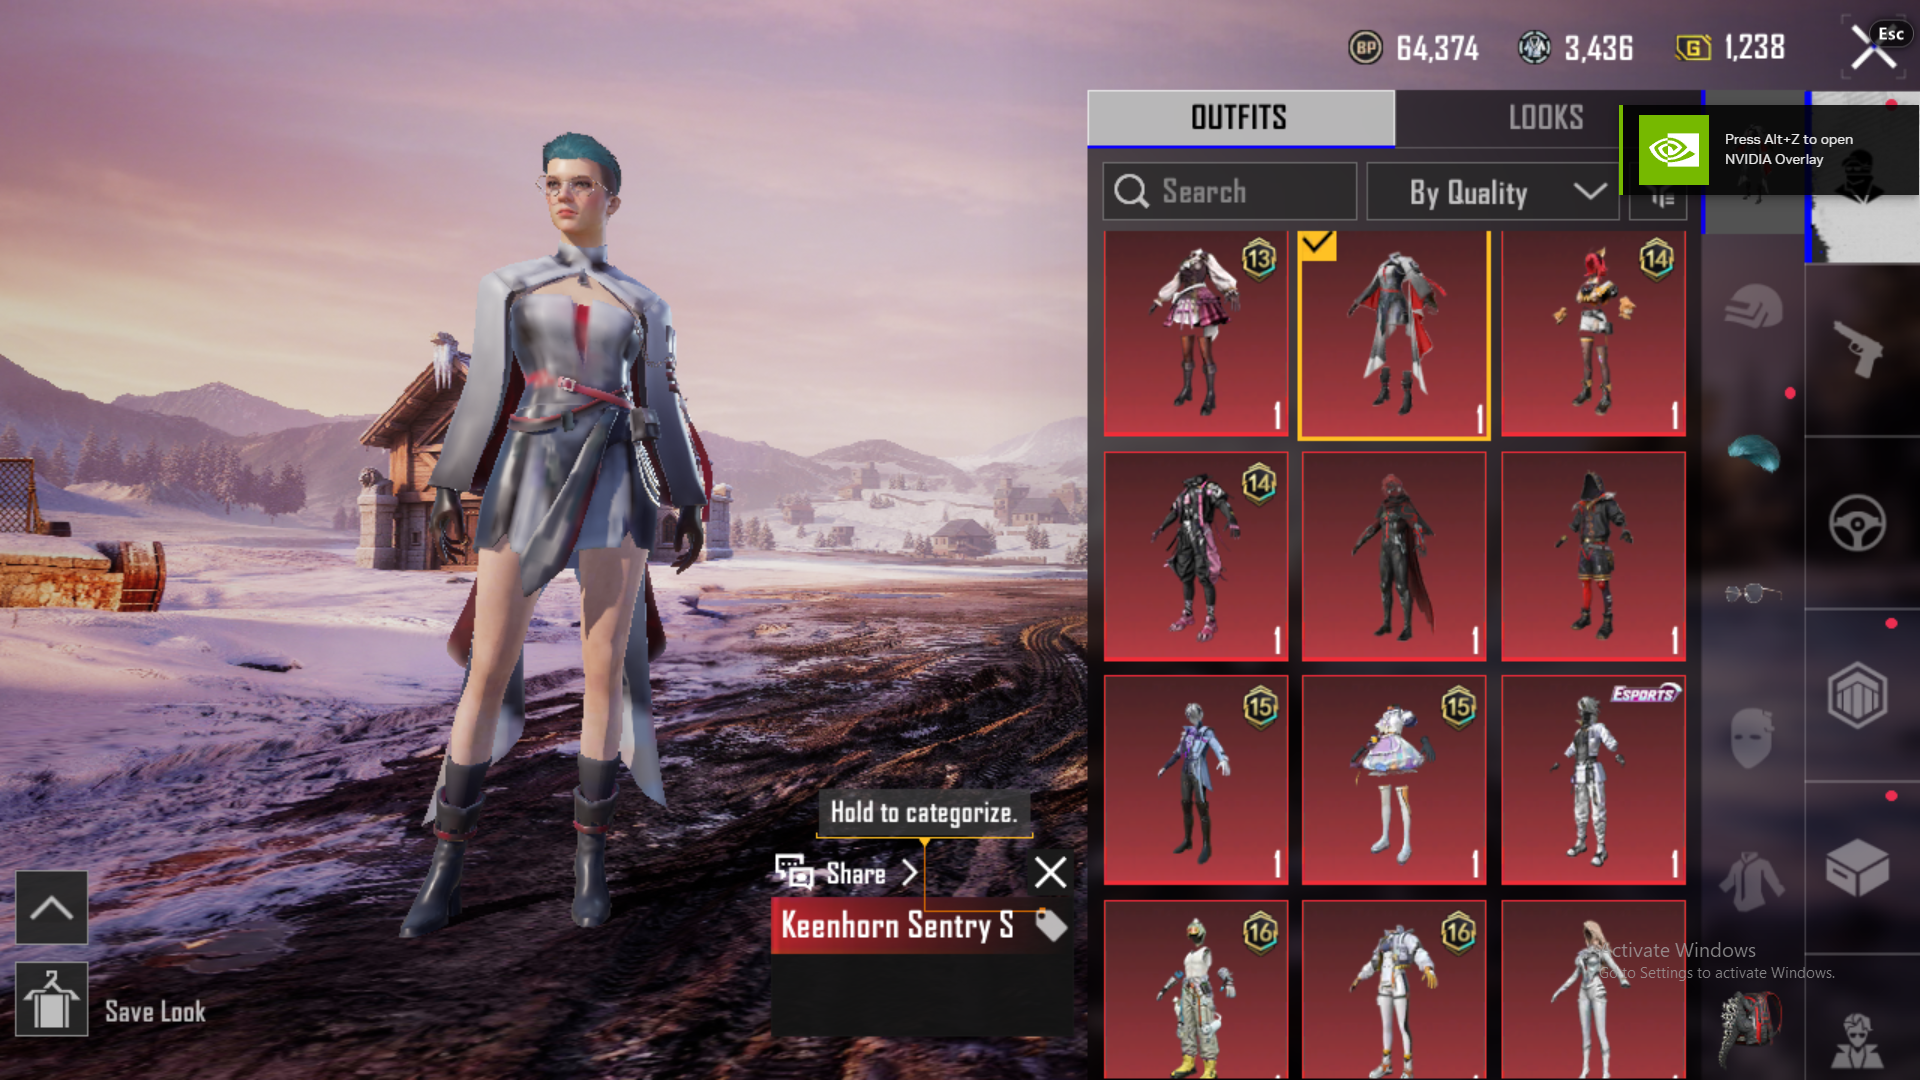 BP 64,374
3,436
G 1,238
Esc
OUTFITS
LOOKS
Press Alt+Z to open
NVIDIA Overlay
Search
By Quality
13
1
1
14
1
14
1
1
1
15
1
15
1
ESPORTS
1
16
16
Hold to categorize.
Share
Keenhorn Sentry S
Save Look
Activate Windows
Go to Settings to activate Windows.